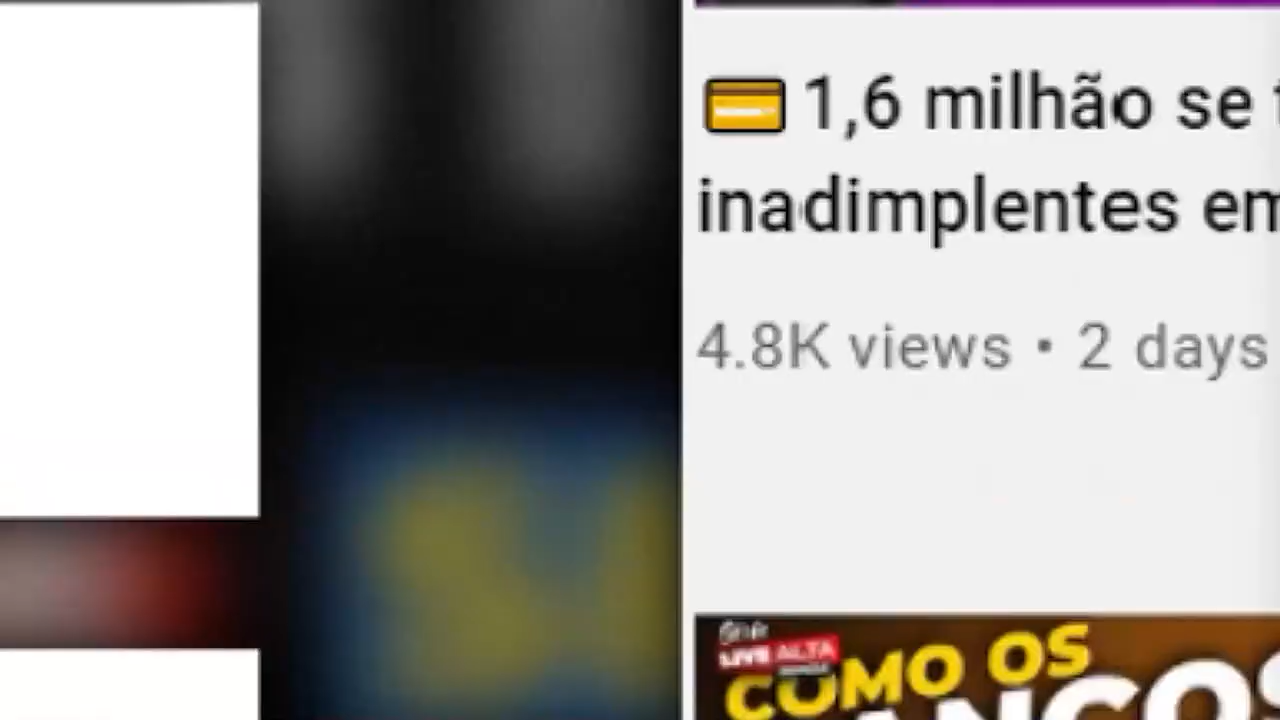 1,6 milhão se
inadimplentes em
4.8K views • 2 days
LIVE ALTA
COMO OS